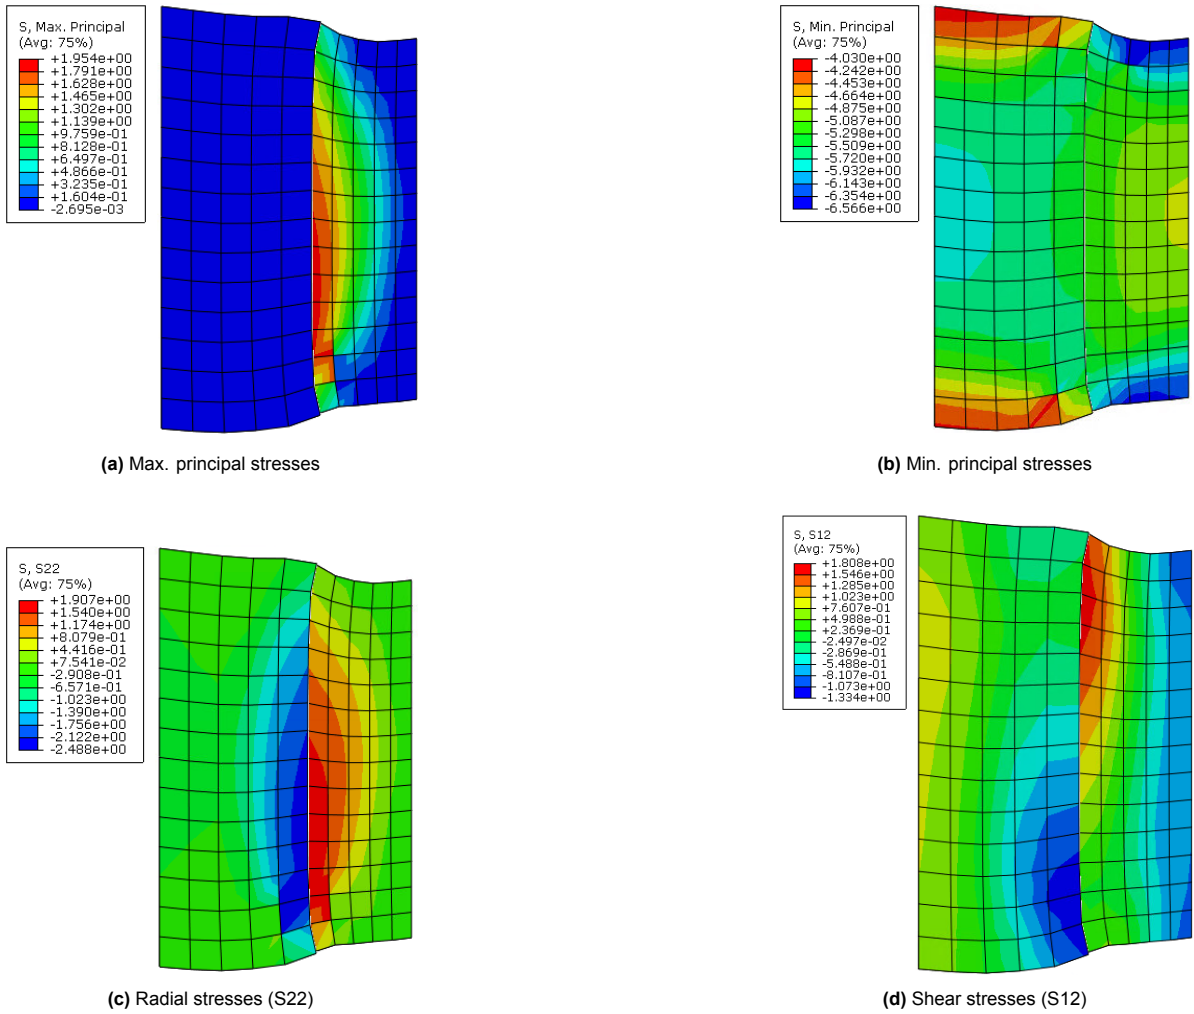 S, Max. Principal
(Avg: 75%)
+1.954e+00
+1.791e+00
+1.628e+00
+1.465e+00
+1.302e+00
+1.139e+00
+9.759e-01
+8.128e-01
+6.497e-01
+4.866e-01
+3.235e-01
+1.604e-01
-2.695e-03
(a) Max. principal stresses
S, Min. Principal
(Avg: 75%)
-4.030e+00
-4.242e+00
-4.453e+00
-4.664e+00
-4.875e+00
-5.087e+00
-5.298e+00
-5.509e+00
-5.720e+00
-5.932e+00
-6.143e+00
-6.354e+00
-6.566e+00
(b) Min. principal stresses
S, S22
(Avg: 75%)
+1.907e+00
+1.540e+00
+1.174e+00
+8.079e-01
+4.416e-01
+7.541e-02
-2.908e-01
-6.571e-01
-1.023e+00
-1.390e+00
-1.756e+00
-2.122e+00
-2.488e+00
(c) Radial stresses (S22)
S, S12
(Avg: 75%)
+1.808e+00
+1.546e+00
+1.285e+00
+1.023e+00
+7.607e-01
+4.988e-01
+2.369e-01
-2.497e-02
-2.869e-01
-5.488e-01
-8.107e-01
-1.073e+00
-1.334e+00
(d) Shear stresses (S12)